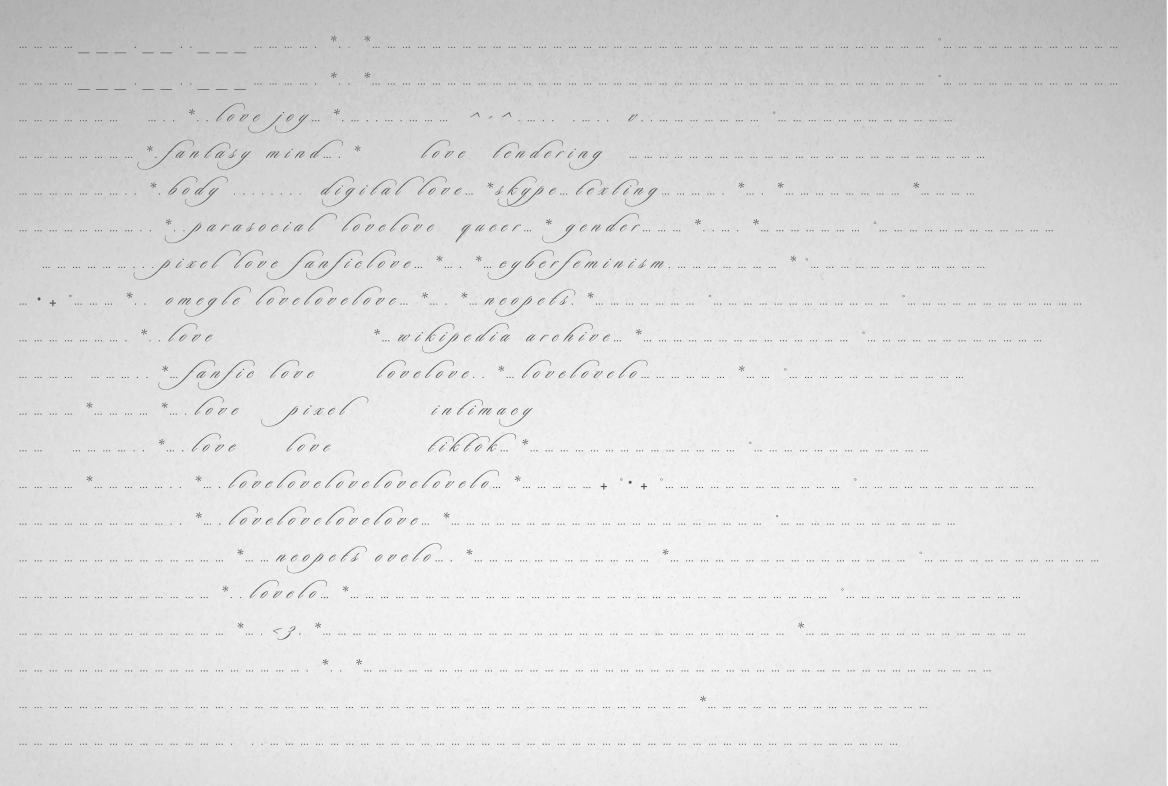 love joy ^.^ v
fantasy mind love lendering
body digital love skype texting
parasocial lovelove queer gender
pixel love fanficlove cyberfeminism
omegle lovelovelove neopets
love wikipedia archive
fanfic love lovelove lovelovelo
love pixel intimacy
love love tiktok
lovelovelovelovelovelo
lovelovelovelove
neopets ovelo
lovelo
<3